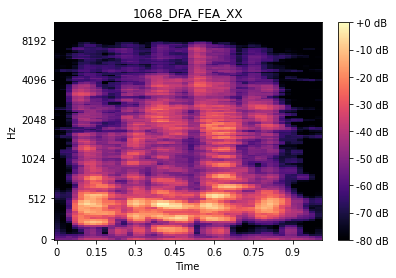 1068_DFA_FEA_XX
8192
4096
2048
1024
512
0
Hz
0
0.15
0.3
0.45
0.6
0.75
0.9
Time
+0 dB
-10 dB
-20 dB
-30 dB
-40 dB
-50 dB
-60 dB
-70 dB
-80 dB